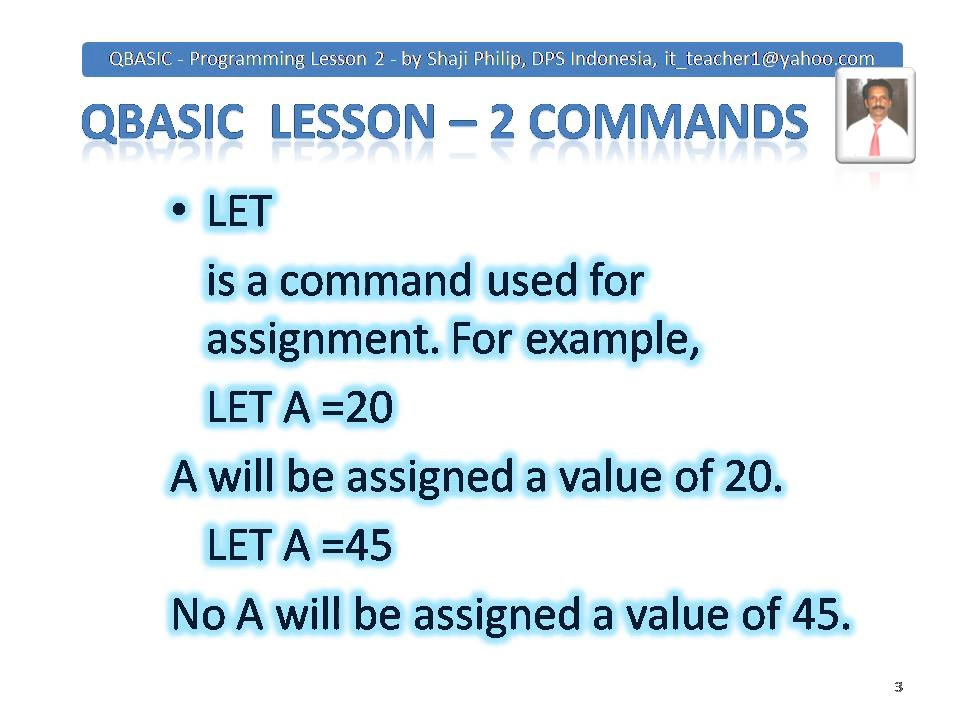 QBASIC - Programming Lesson 2 - by Shaji Philip, DPS Indonesia, it_teacher1@yahoo.com
QBASIC LESSON – 2 COMMANDS
• LET
is a command used for
assignment. For example,
LET A =20
A will be assigned a value of 20.
LET A =45
No A will be assigned a value of 45.
3